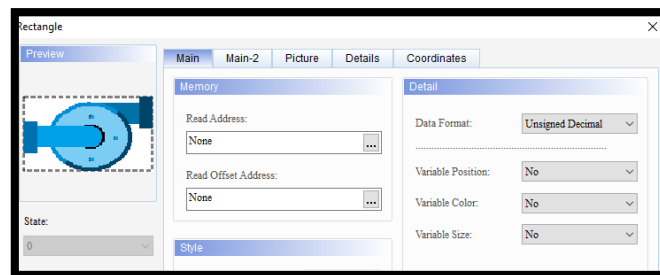 Rectangle
Preview
State:
0
Main Main-2 Picture Details Coordinates
Memory
Read Address:
None
...
Read Offset Address:
None
...
Style
Detail
Data Format: Unsigned Decimal
Variable Position: No
Variable Color: No
Variable Size: No